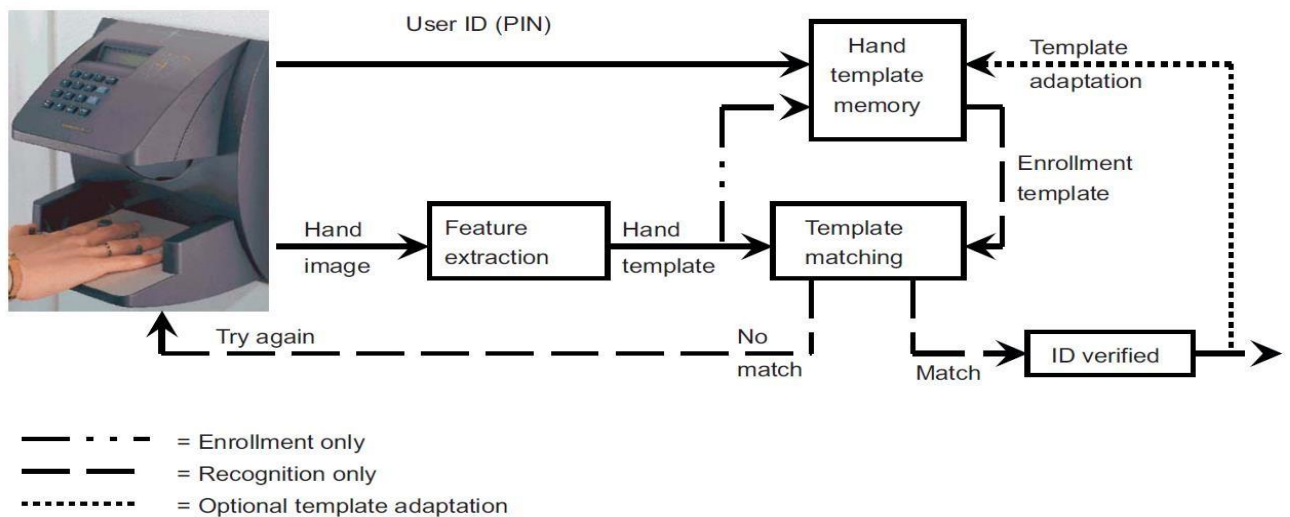 User ID (PIN)
Hand
template
memory
Template
adaptation
Enrollment
template
Hand
image
Feature
extraction
Hand
template
Template
matching
Try again
No
match
Match
ID verified
= Enrollment only
= Recognition only
= Optional template adaptation